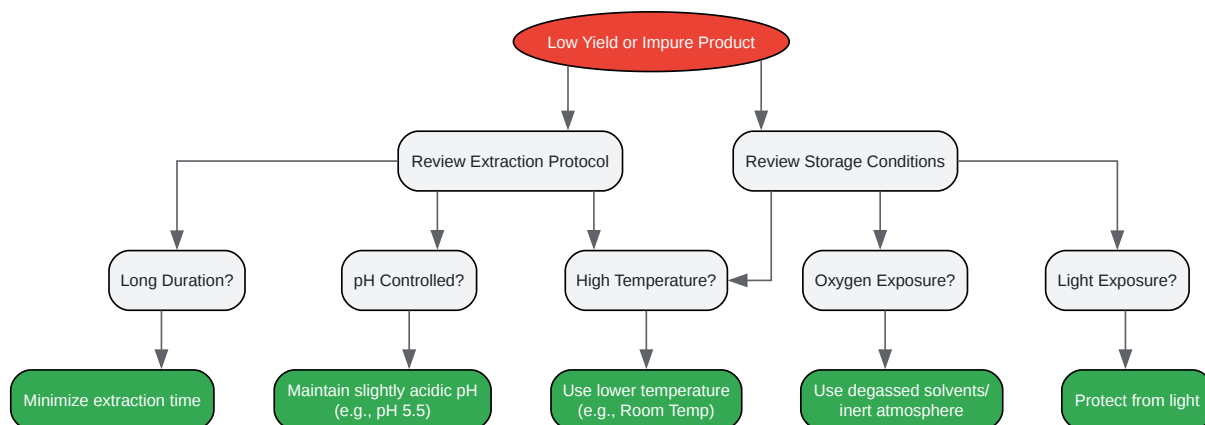 Low Yield or Impure Product
Review Extraction Protocol
Review Storage Conditions
Long Duration?
pH Controlled?
High Temperature?
Oxygen Exposure?
Light Exposure?
Minimize extraction time
Maintain slightly acidic pH
(e.g., pH 5.5)
Use lower temperature
(e.g., Room Temp)
Use degassed solvents/
inert atmosphere
Protect from light